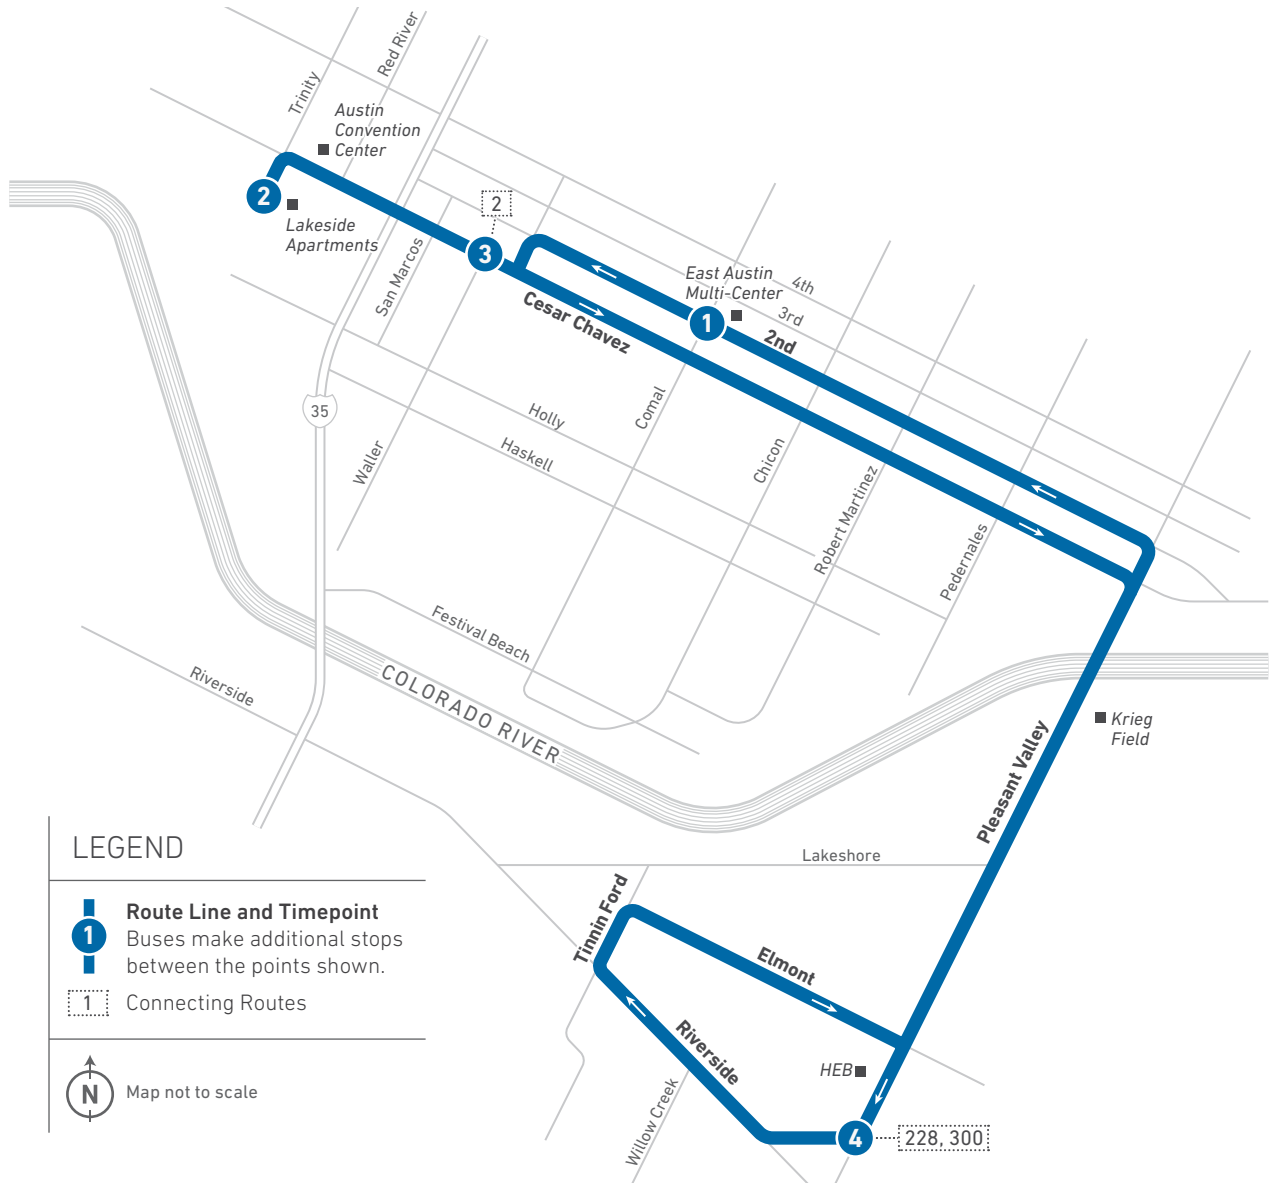 Trinity
Red River
Austin
Convention
Center
2
Lakeside
Apartments
2
3
San Marcos
Cesar Chavez
East Austin
Multi-Center
1
2nd
3rd
4th
35
Waller
Holly
Haskell
Comal
Chicon
Robert Martinez
Pedernales
Festival Beach
Riverside
COLORADO RIVER
Krieg
Field
Pleasant Valley
Lakeshore
Tinnin Ford
Elmont
Riverside
HEB
Willow Creek
4
228, 300
LEGEND
Route Line and Timepoint
1
Buses make additional stops
between the points shown.
1
Connecting Routes
N
Map not to scale